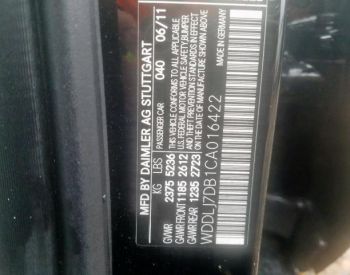 MFD BY DAIMLER AG STUTTGART
PASSENGER CAR 040 06/11
KG LBS
GVWR 2375 5236
GAWR FRONT 1185 2612
GAWR REAR 1235 2723
THIS VEHICLE CONFORMS TO ALL APPLICABLE
U.S. FEDERAL MOTOR VEHICLE SAFETY, BUMPER,
AND THEFT PREVENTION STANDARDS IN EFFECT
ON THE DATE OF MANUFACTURE SHOWN ABOVE
MADE IN GERMANY
WDDLJ7DB1CA016422